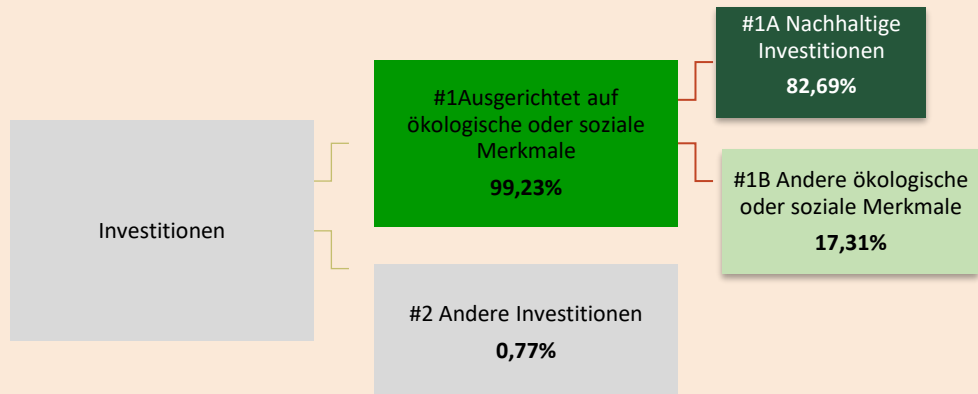 Investitionen
#1Ausgerichtet auf
ökologische oder soziale
Merkmale
99,23%
#2 Andere Investitionen
0,77%
#1A Nachhaltige
Investitionen
82,69%
#1B Andere ökologische
oder soziale Merkmale
17,31%